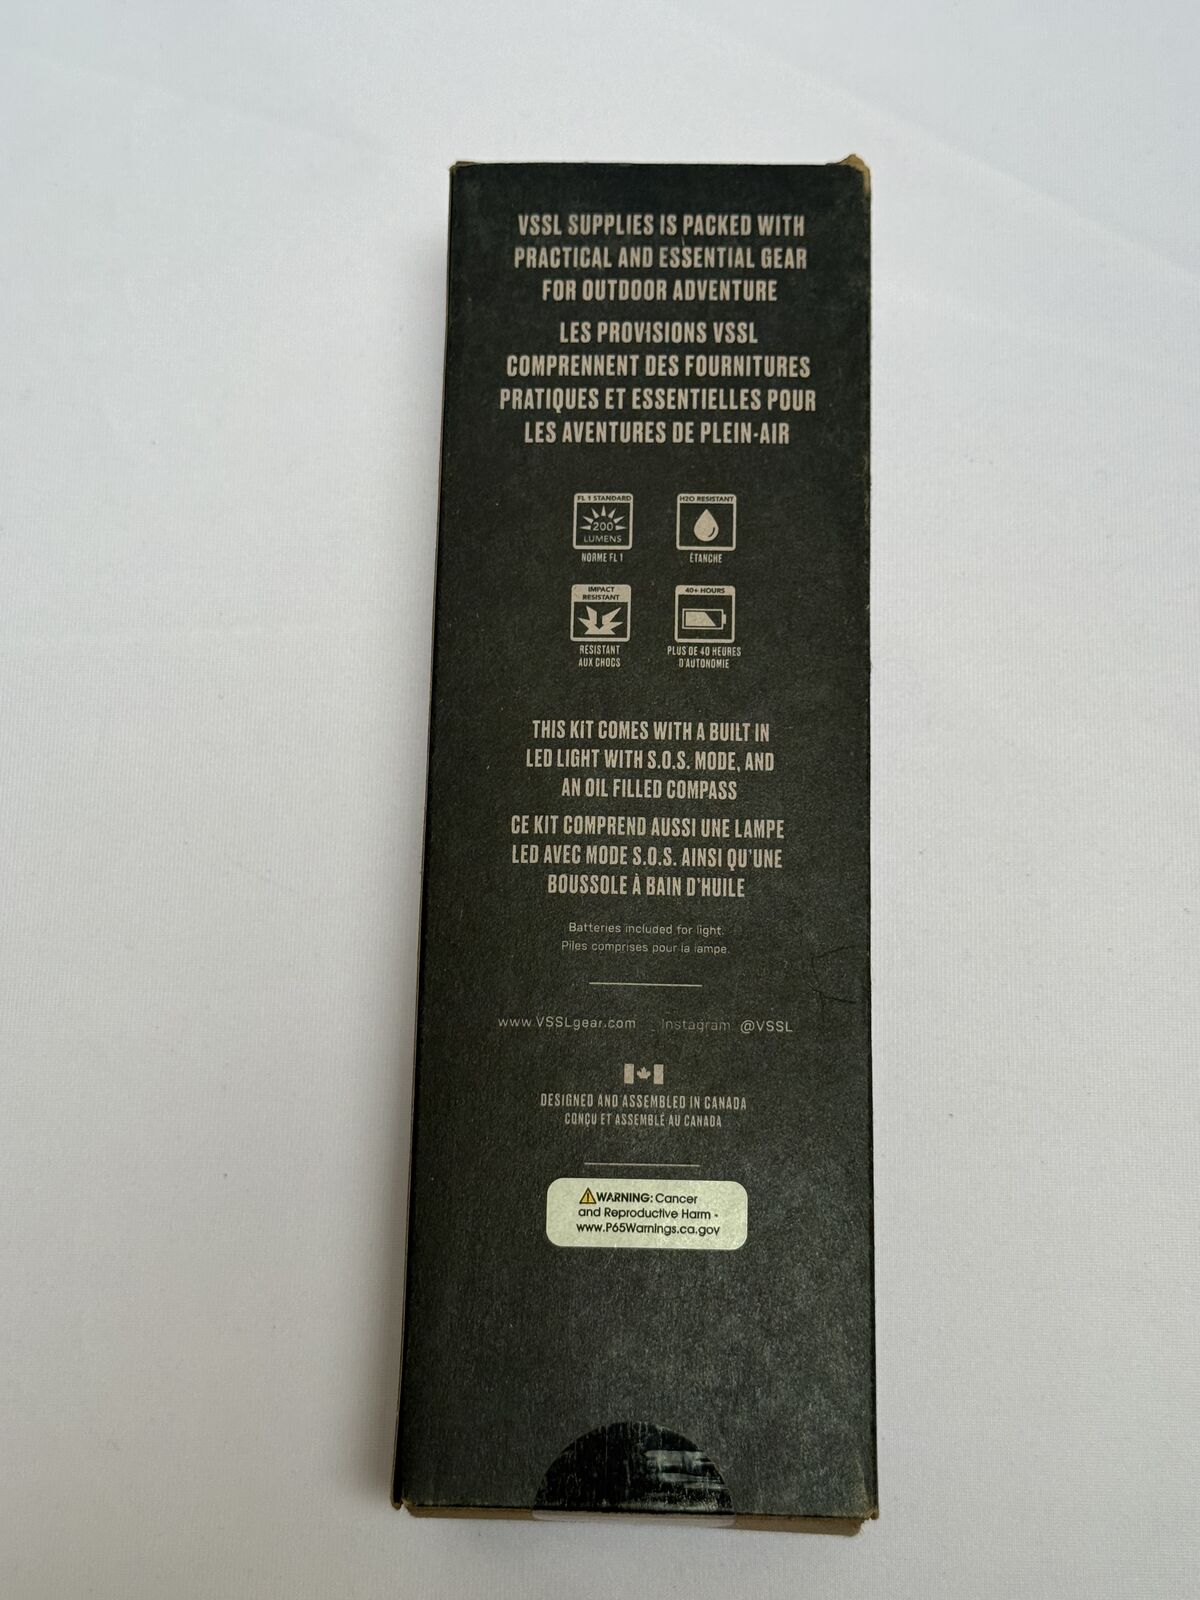 VSSL SUPPLIES IS PACKED WITH
PRACTICAL AND ESSENTIAL GEAR
FOR OUTDOOR ADVENTURE
LES PROVISIONS VSSL
COMPRENNENT DES FOURNITURES
PRATIQUES ET ESSENTIELLES POUR
LES AVENTURES DE PLEIN-AIR
FL 1 STANDARD
200
LUMENS
NORME FL 1
H2O RESISTANT
ÉTANCHE
IMPACT
RESISTANT
RÉSISTANT
AUX CHOCS
40+ HOURS
PLUS DE 40 HEURES
D'AUTONOMIE
THIS KIT COMES WITH A BUILT IN
LED LIGHT WITH S.O.S. MODE, AND
AN OIL FILLED COMPASS
CE KIT COMPREND AUSSI UNE LAMPE
LED AVEC MODE S.O.S. AINSI QU'UNE
BOUSSOLE À BAIN D'HUILE
Batteries included for light.
Piles comprises pour la lampe.
www.VSSLgear.com Instagram @VSSL
DESIGNED AND ASSEMBLED IN CANADA
CONÇU ET ASSEMBLÉ AU CANADA
WARNING: Cancer
and Reproductive Harm -
www.P65Warnings.ca.gov